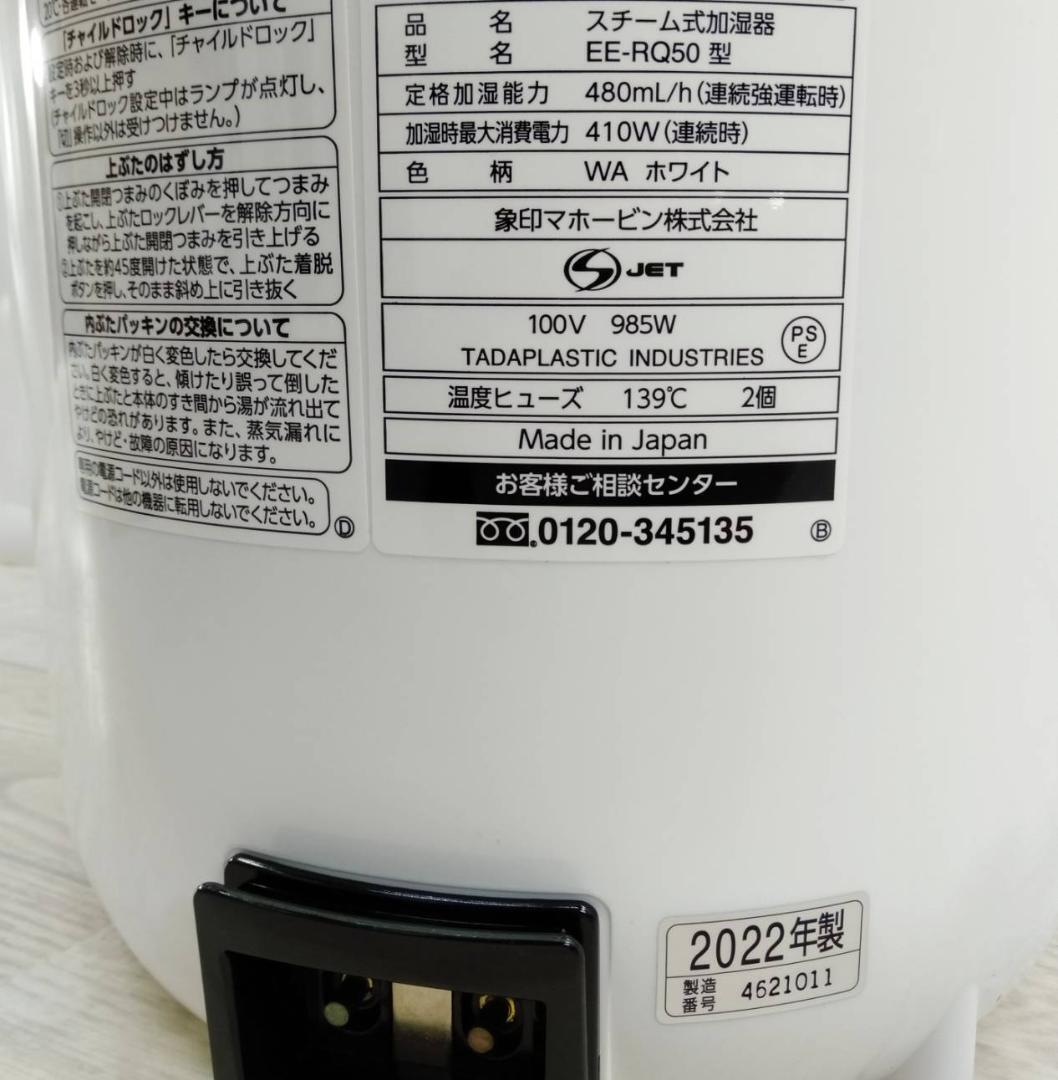 「チャイルドロック」キーについて
設定時および解除時に、「チャイルドロック」
キーを3秒以上押す
(チャイルドロック設定中はランプが点灯し、
「切」操作以外は受けつけません。)
上ぶたのはずし方
①上ぶた開閉つまみのくぼみを押してつまみ
を起こし、上ぶたロックレバーを解除方向に
押しながら上ぶた開閉つまみを引き上げる
②上ぶたを約45度開けた状態で、上ぶた着脱
ボタンを押し、そのまま斜め上に引き抜く
内ぶたパッキンの交換について
内ぶたパッキンが白く変色したら交換してくだ
さい。白く変色すると、傾けたり誤って倒した
ときに上ぶたと本体のすき間から湯が流れ出て
やけどの恐れがあります。また、蒸気漏れに
より、やけど・故障の原因になります。
専用の電源コード以外は使用しないでください。
電源コードは他の機器に転用しないでください。
Ⓓ
品名 スチーム式加湿器
型名 EE-RQ50 型
定格加湿能力 480mL/h(連続強運転時)
加湿時最大消費電力 410W(連続時)
色柄 WA ホワイト
象印マホービン株式会社
S JET
100V 985W
TADAPLASTIC INDUSTRIES
PS
E
温度ヒューズ 139℃ 2個
Made in Japan
お客様ご相談センター
0120-345135
Ⓑ
2022年製
製造番号 4621011